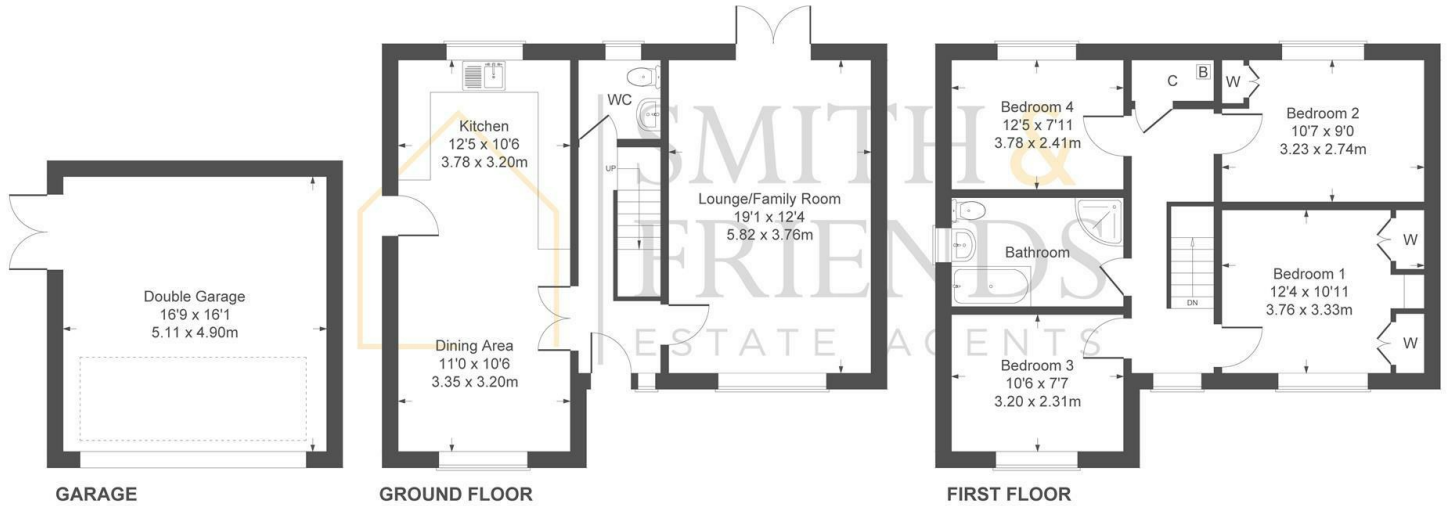 Double Garage
16'9 x 16'1
5.11 x 4.90m
GARAGE
Kitchen
12'5 x 10'6
3.78 x 3.20m
WC
UP
Lounge/Family Room
19'1 x 12'4
5.82 x 3.76m
Dining Area
11'0 x 10'6
3.35 x 3.20m
GROUND FLOOR
SMITH &
FRIENDS
ESTATE AGENTS
Bedroom 4
12'5 x 7'11
3.78 x 2.41m
C
B
W
Bedroom 2
10'7 x 9'0
3.23 x 2.74m
Bathroom
DN
Bedroom 1
12'4 x 10'11
3.76 x 3.33m
W
W
Bedroom 3
10'6 x 7'7
3.20 x 2.31m
FIRST FLOOR